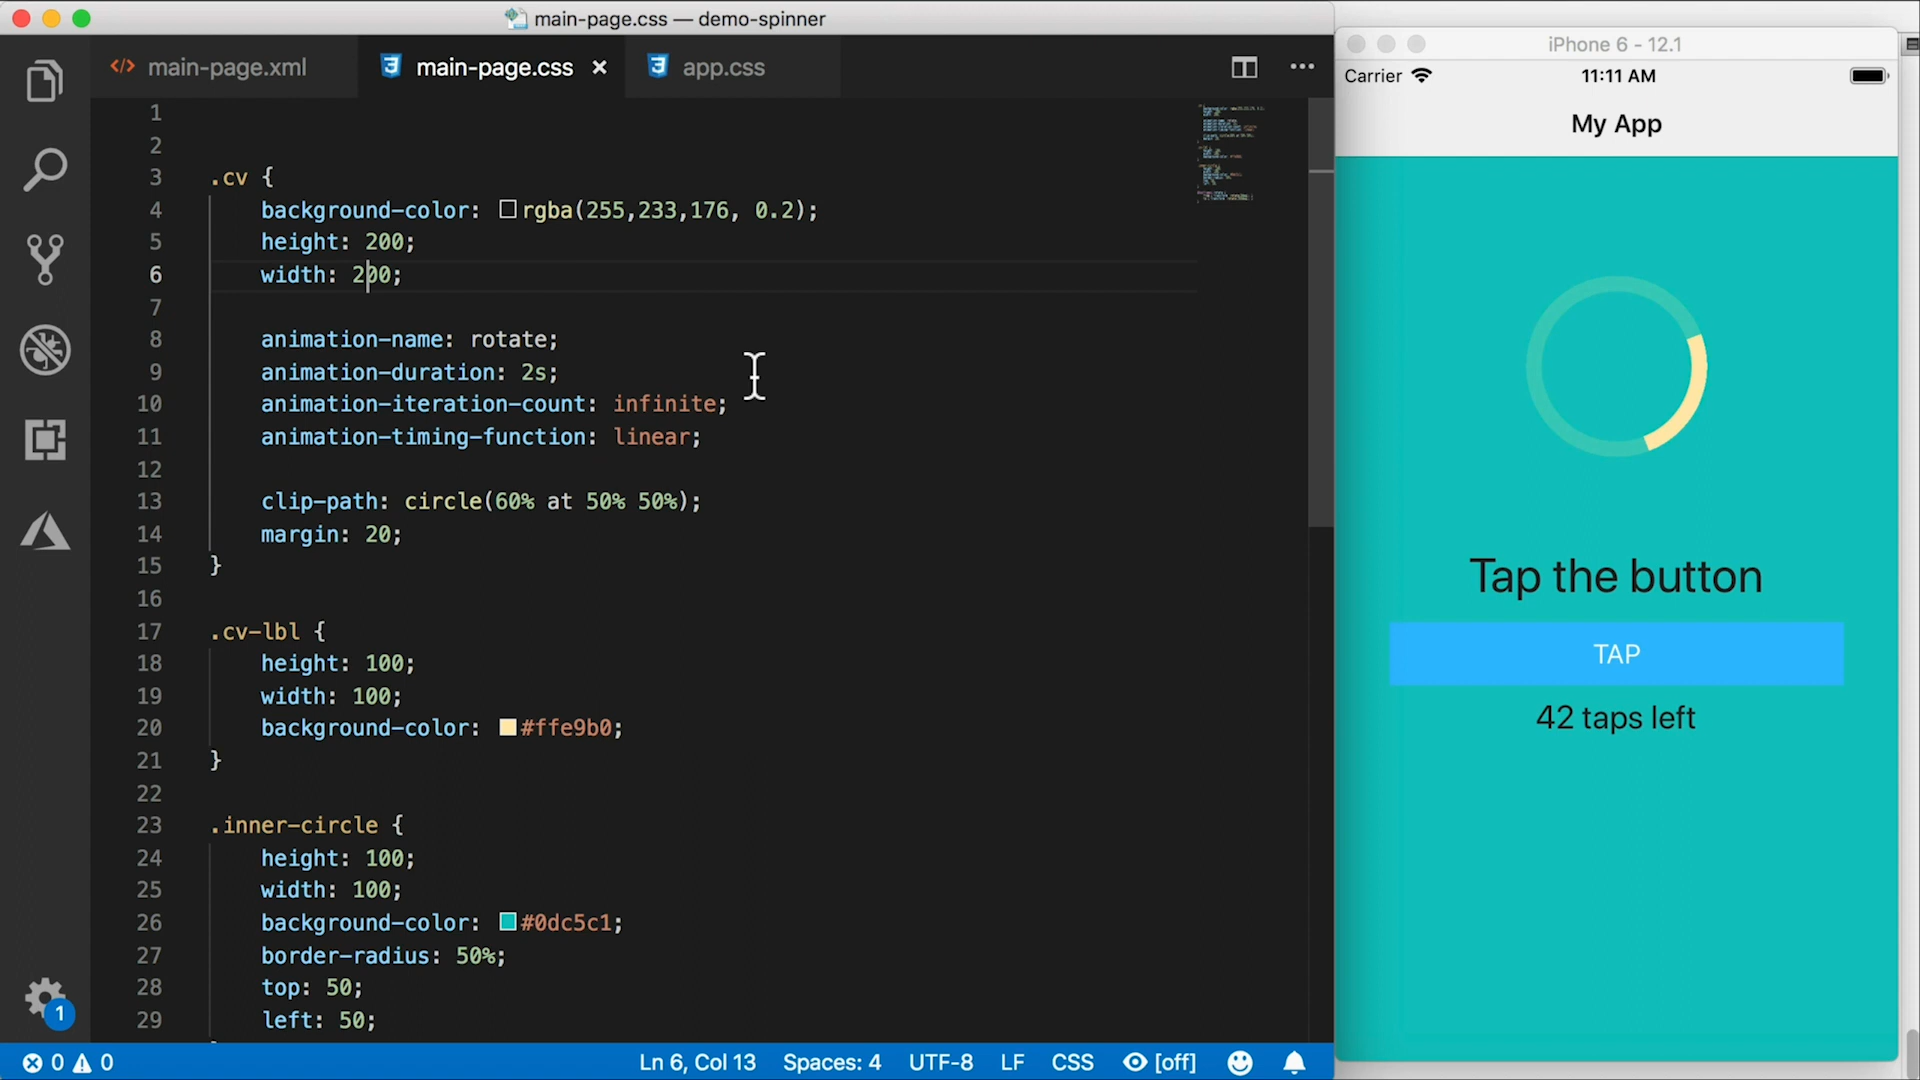 main-page.css — demo-spinner
main-page.xml
main-page.css
app.css
1
2
3 .cv {
4 background-color: rgba(255,233,176, 0.2);
5 height: 200;
6 width: 200;
7
8 animation-name: rotate;
9 animation-duration: 2s;
10 animation-iteration-count: infinite;
11 animation-timing-function: linear;
12
13 clip-path: circle(60% at 50% 50%);
14 margin: 20;
15 }
16
17 .cv-lbl {
18 height: 100;
19 width: 100;
20 background-color: #ffe9b0;
21 }
22
23 .inner-circle {
24 height: 100;
25 width: 100;
26 background-color: #0dc5c1;
27 border-radius: 50%;
28 top: 50;
29 left: 50;
1
0 0 Ln 6, Col 13 Spaces: 4 UTF-8 LF CSS [off]
iPhone 6 - 12.1
Carrier 11:11 AM
My App
Tap the button
TAP
42 taps left